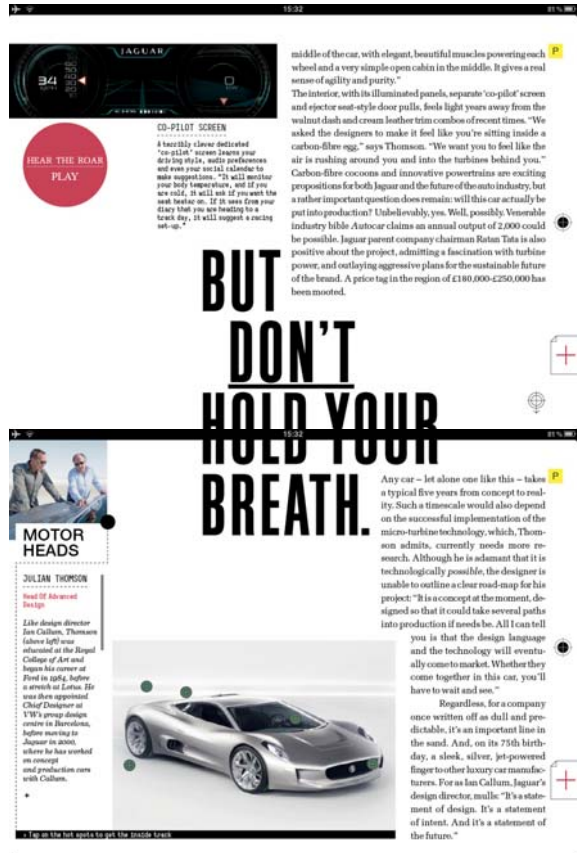 15:32
81%
JAGUAR
34
HEAR THE ROAR
PLAY
CO-PILOT SCREEN
A terribly clever dedicated
"co-pilot" screen learns your
driving style, audio preferences
and even your social calendar to
make suggestions. "It will monitor
your body temperature, and if you
are cold, it will ask if you want the
seat heater on. If it sees from your
diary that you are heading to a
track day, it will suggest a racing
set-up."
middle of the car, with elegant, beautiful muscles powering each
wheel and a very simple open cabin in the middle. It gives a real
sense of agility and purity."
The interior, with its illuminated panels, separate 'co-pilot' screen
and ejector seat-style door pulls, feels light years away from the
walnut dash and cream leather trim combos of recent times. "We
asked the designers to make it feel like you're sitting inside a
carbon-fibre egg," says Thomson. "We want you to feel like the
air is rushing around you and into the turbines behind you."
Carbon-fibre cocoons and innovative powertrains are exciting
propositions for both Jaguar and the future of the auto industry, but
a rather important question does remain: will this car actually be
put into production? Unbelievably, yes. Well, possibly. Venerable
industry bible Autocar claims an annual output of 2,000 could
be possible. Jaguar parent company chairman Ratan Tata is also
positive about the project, admitting a fascination with turbine
power, and outlaying aggressive plans for the sustainable future
of the brand. A price tag in the region of £180,000-£250,000 has
been mooted.
P
BUT
DON'T
HOLD YOUR
BREATH.
15:32
81%
MOTOR
HEADS
JULIAN THOMSON
Head Of Advanced
Design
Like design director
Ian Callum, Thomson
(above left) was
educated at the Royal
College of Art and
began his career at
Ford in 1984, before
a stretch at Lotus. He
was then appointed
Chief Designer at
VW's group design
centre in Barcelona,
before moving to
Jaguar in 2000,
where he has worked
on concept
and production cars
with Callum.
Tap on the hot spots to get the inside track
Any car – let alone one like this – takes
a typical five years from concept to real-
ity. Such a timescale would also depend
on the successful implementation of the
micro-turbine technology, which, Thom-
son admits, currently needs more re-
search. Although he is adamant that it is
technologically possible, the designer is
unable to outline a clear road-map for his
project: "It is a concept at the moment, de-
signed so that it could take several paths
into production if needs be. All I can tell
you is that the design language
and the technology will eventu-
ally come to market. Whether they
come together in this car, you'll
have to wait and see."
Regardless, for a company
once written off as dull and pre-
dictable, it's an important line in
the sand. And, on its 75th birth-
day, a sleek, silver, jet-powered
finger to other luxury car manufac-
turers. For as Ian Callum, Jaguar's
design director, mulls: "It's a state-
ment of design. It's a statement
of intent. And it's a statement of
the future."
P